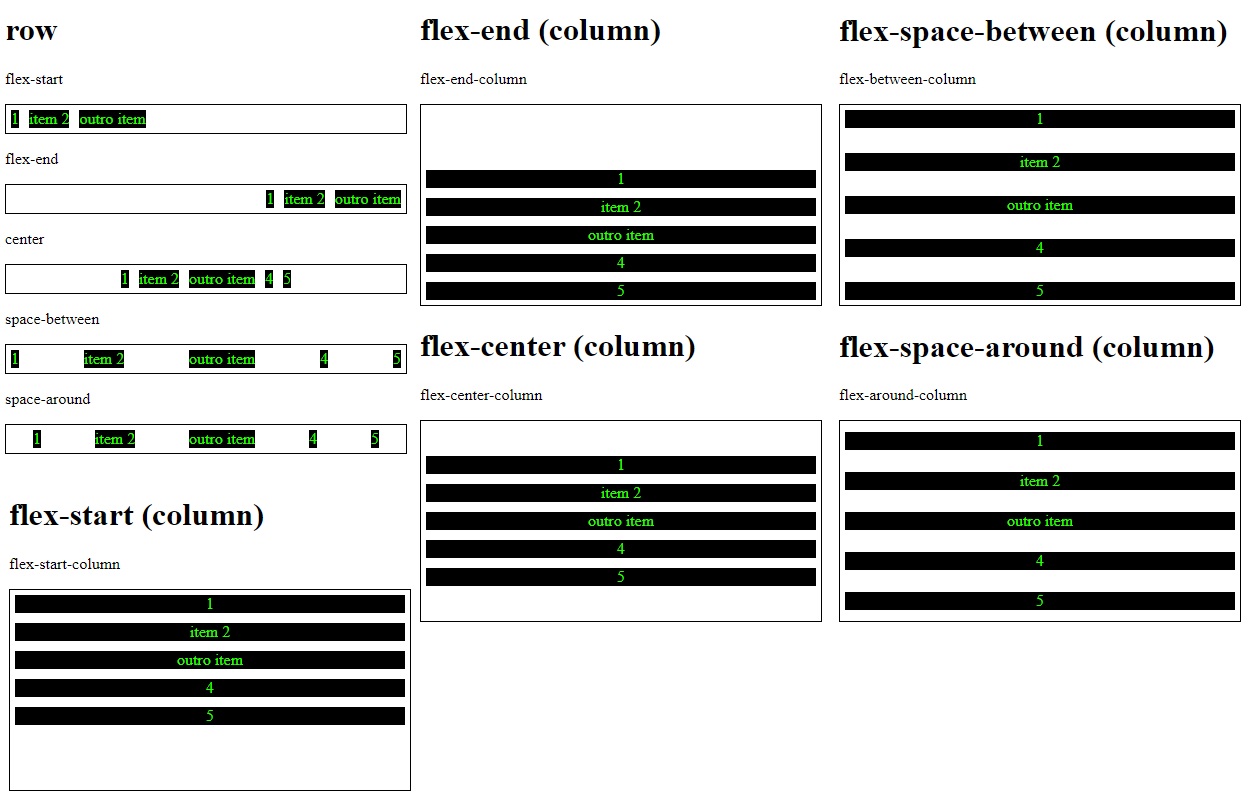 row
flex-start
1 item 2 outro item
flex-end
1 item 2 outro item
center
1 item 2 outro item 4 5
space-between
1 item 2 outro item 4 5
space-around
1 item 2 outro item 4 5
flex-start (column)
flex-start-column
1
item 2
outro item
4
5
flex-end (column)
flex-end-column
1
item 2
outro item
4
5
flex-center (column)
flex-center-column
1
item 2
outro item
4
5
flex-space-between (column)
flex-between-column
1
item 2
outro item
4
5
flex-space-around (column)
flex-around-column
1
item 2
outro item
4
5